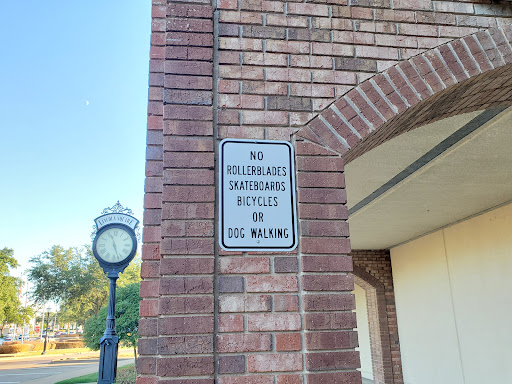 NO
ROLLERBLADES
SKATEBOARDS
BICYCLES
OR
DOG WALKING